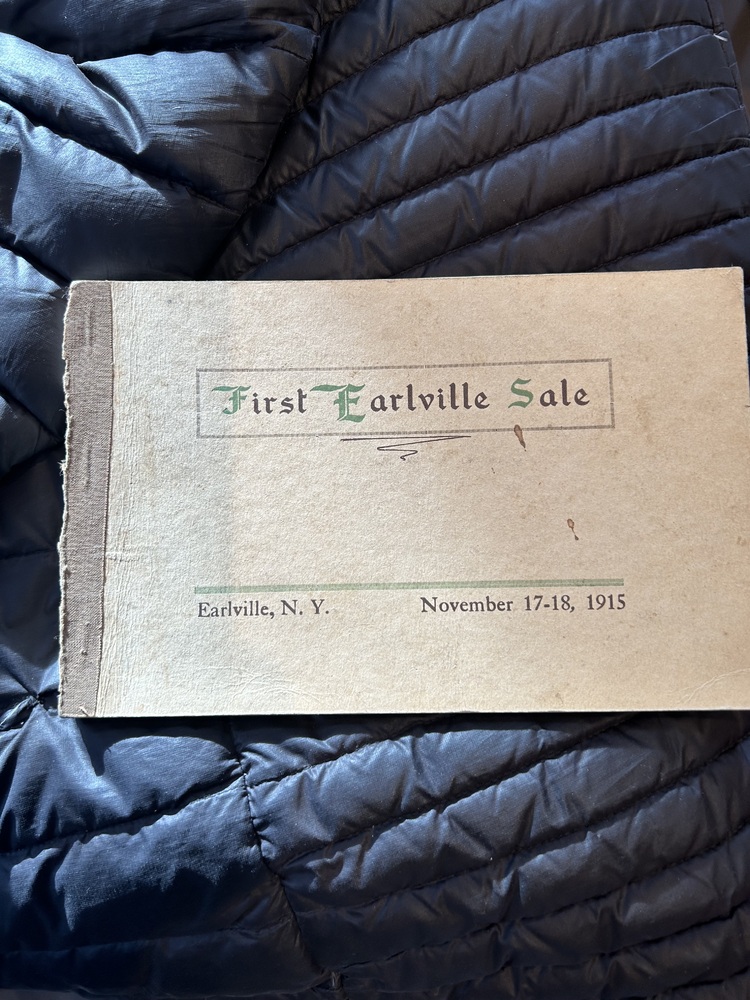 First Earlville Sale
Earlville, N. Y. November 17-18, 1915